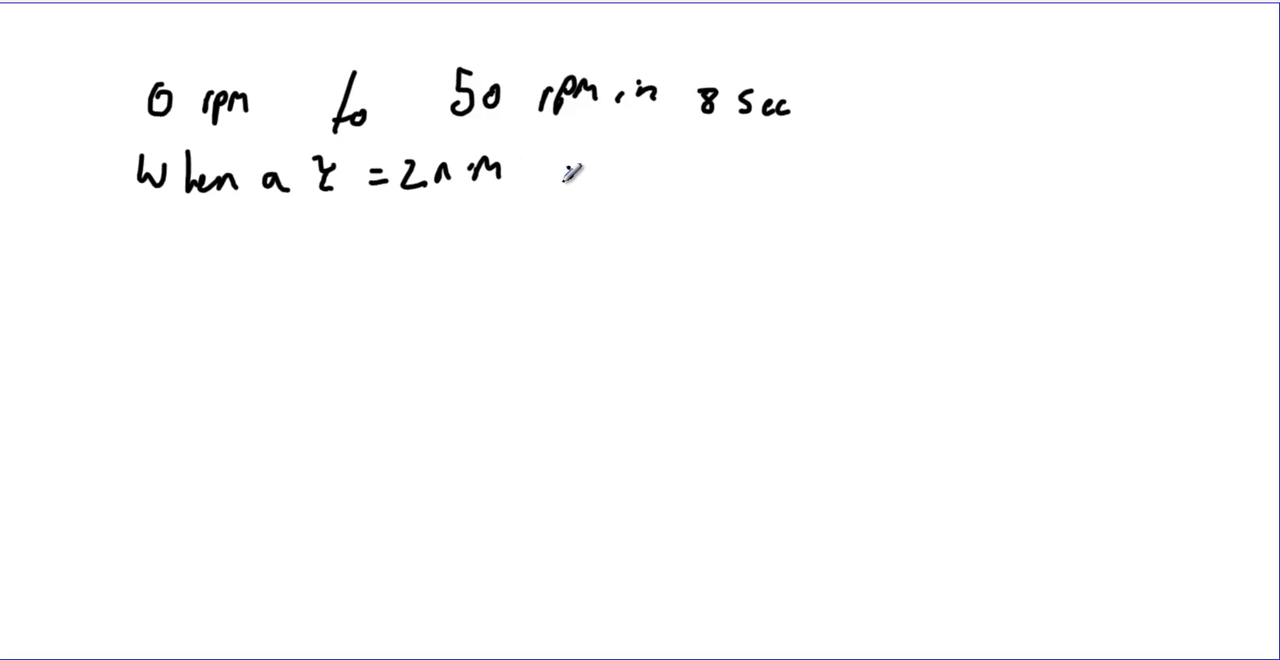 0 rpm to 50 rpm in 8 sec
When a τ = 2 n·m